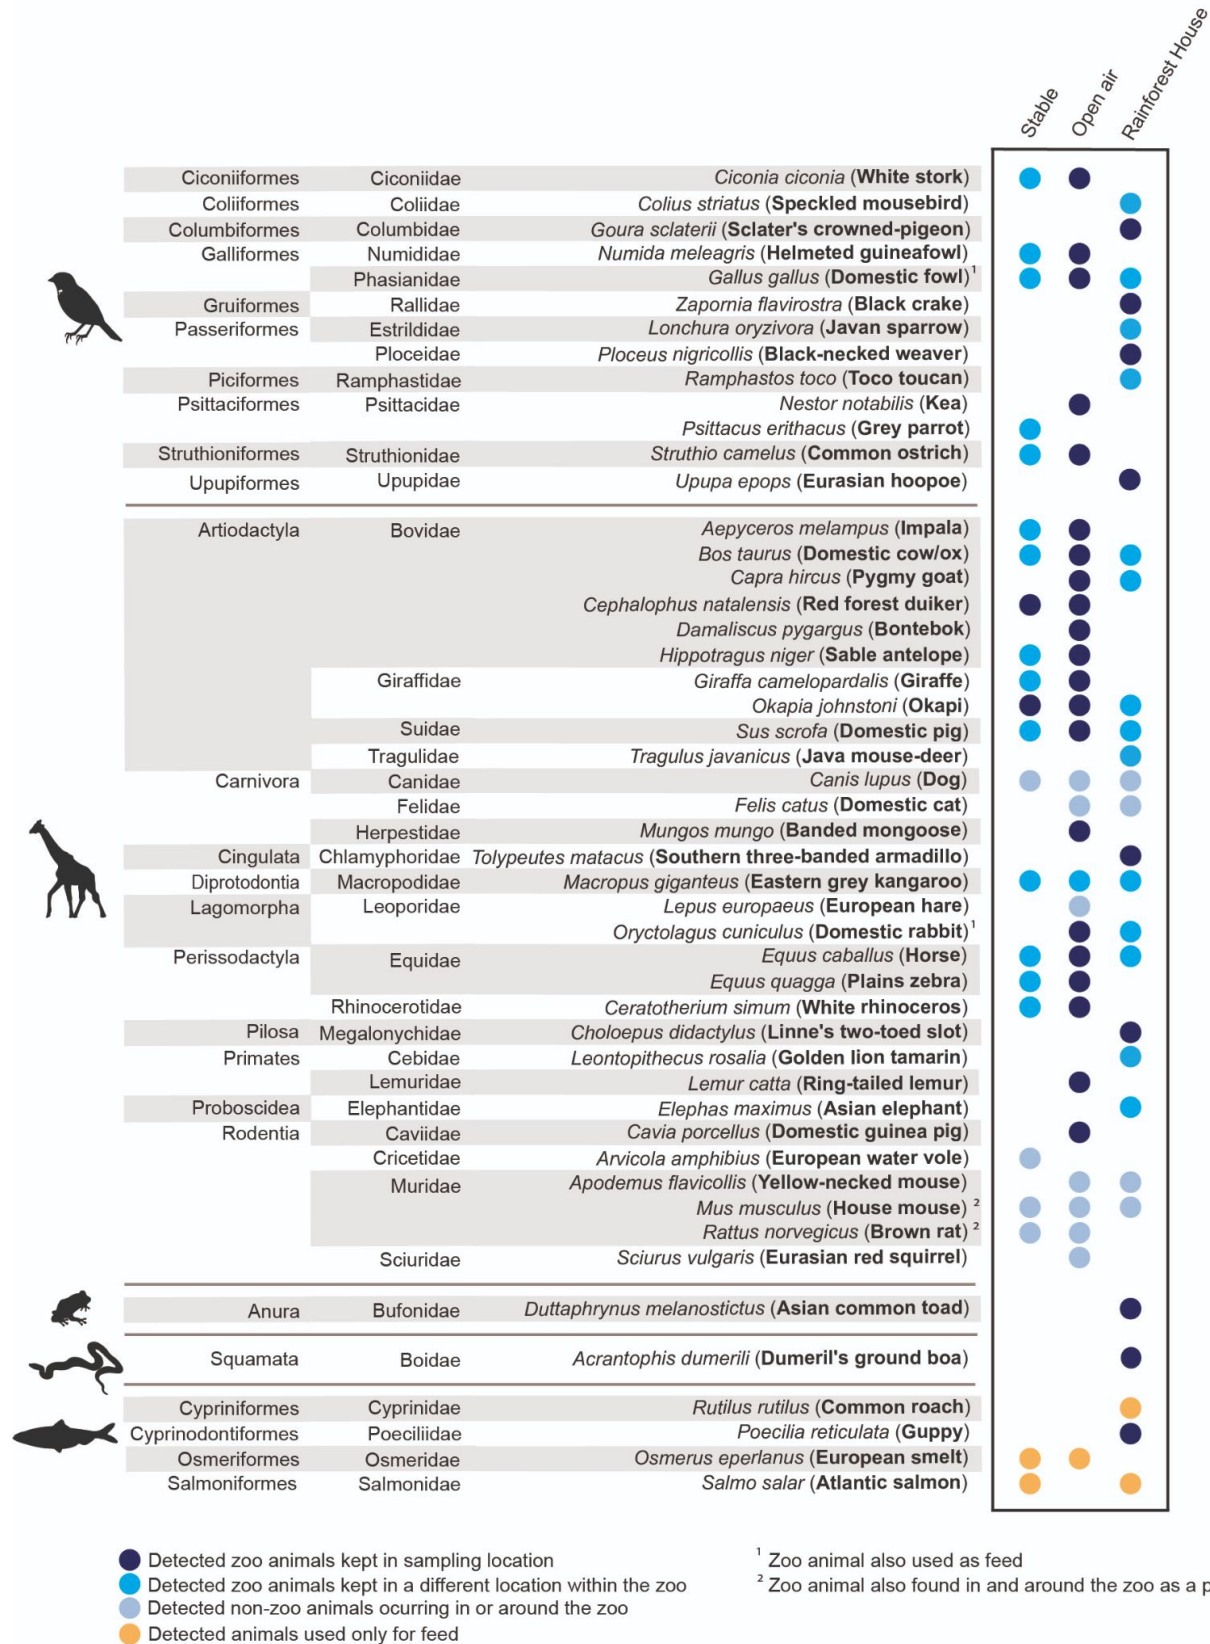 Stable
Open air
Rainforest House
Ciconiiformes Ciconiidae Ciconia ciconia (White stork)
Coliiformes Coliidae Colius striatus (Speckled mousebird)
Columbiformes Columbidae Goura sclaterii (Sclater's crowned-pigeon)
Galliformes Numididae Numida meleagris (Helmeted guineafowl)
Phasianidae Gallus gallus (Domestic fowl)¹
Gruiformes Rallidae Zapornia flavirostra (Black crake)
Passeriformes Estrildidae Lonchura oryzivora (Javan sparrow)
Ploceidae Ploceus nigricollis (Black-necked weaver)
Piciformes Ramphastidae Ramphastos toco (Toco toucan)
Psittaciformes Psittacidae Nestor notabilis (Kea)
Psittacus erithacus (Grey parrot)
Struthioniformes Struthionidae Struthio camelus (Common ostrich)
Upupiformes Upupidae Upupa epops (Eurasian hoopoe)
Artiodactyla Bovidae Aepyceros melampus (Impala)
Bos taurus (Domestic cow/ox)
Capra hircus (Pygmy goat)
Cephalophus natalensis (Red forest duiker)
Damaliscus pygargus (Bontebok)
Hippotragus niger (Sable antelope)
Giraffidae Giraffa camelopardalis (Giraffe)
Okapia johnstoni (Okapi)
Suidae Sus scrofa (Domestic pig)
Tragulidae Tragulus javanicus (Java mouse-deer)
Carnivora Canidae Canis lupus (Dog)
Felidae Felis catus (Domestic cat)
Herpestidae Mungos mungo (Banded mongoose)
Cingulata Chlamyphoridae Tolypeutes matacus (Southern three-banded armadillo)
Diprotodontia Macropodidae Macropus giganteus (Eastern grey kangaroo)
Lagomorpha Leoporidae Lepus europaeus (European hare)
Oryctolagus cuniculus (Domestic rabbit)¹
Perissodactyla Equidae Equus caballus (Horse)
Equus quagga (Plains zebra)
Rhinocerotidae Ceratotherium simum (White rhinoceros)
Pilosa Megalonychidae Choloepus didactylus (Linne's two-toed slot)
Primates Cebidae Leontopithecus rosalia (Golden lion tamarin)
Lemuridae Lemur catta (Ring-tailed lemur)
Proboscidea Elephantidae Elephas maximus (Asian elephant)
Rodentia Caviidae Cavia porcellus (Domestic guinea pig)
Cricetidae Arvicola amphibius (European water vole)
Muridae Apodemus flavicollis (Yellow-necked mouse)
Mus musculus (House mouse) ²
Rattus norvegicus (Brown rat) ²
Sciuridae Sciurus vulgaris (Eurasian red squirrel)
Anura Bufonidae Duttaphrynus melanostictus (Asian common toad)
Squamata Boidae Acrantophis dumerili (Dumeril's ground boa)
Cypriniformes Cyprinidae Rutilus rutilus (Common roach)
Cyprinodontiformes Poeciliidae Poecilia reticulata (Guppy)
Osmeriformes Osmeridae Osmerus eperlanus (European smelt)
Salmoniformes Salmonidae Salmo salar (Atlantic salmon)
Detected zoo animals kept in sampling location ¹ Zoo animal also used as feed
Detected zoo animals kept in a different location within the zoo ² Zoo animal also found in and around the zoo as a p
Detected non-zoo animals ocurring in or around the zoo
Detected animals used only for feed